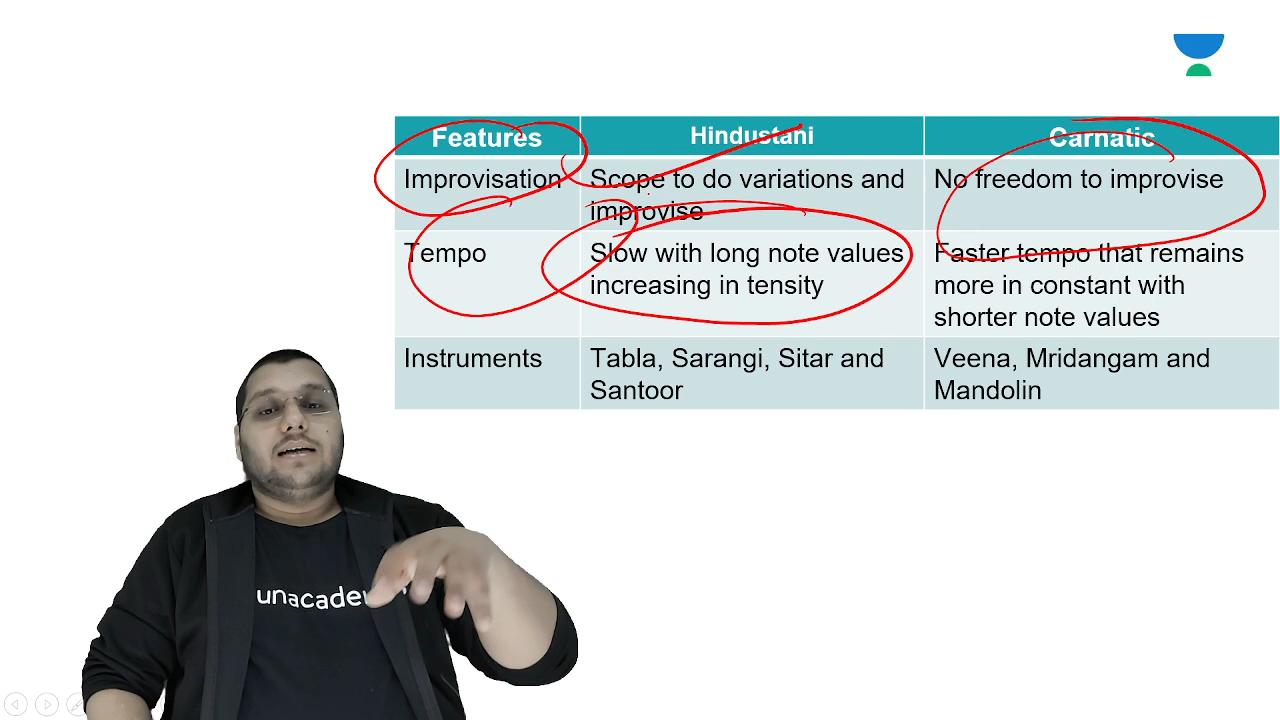 Features Hindustani Carnatic
Improvisation Scope to do variations and No freedom to improvise
improvise
Tempo Slow with long note values Faster tempo that remains
increasing in tensity more in constant with
shorter note values
Instruments Tabla, Sarangi, Sitar and Veena, Mridangam and
Santoor Mandolin
unacade